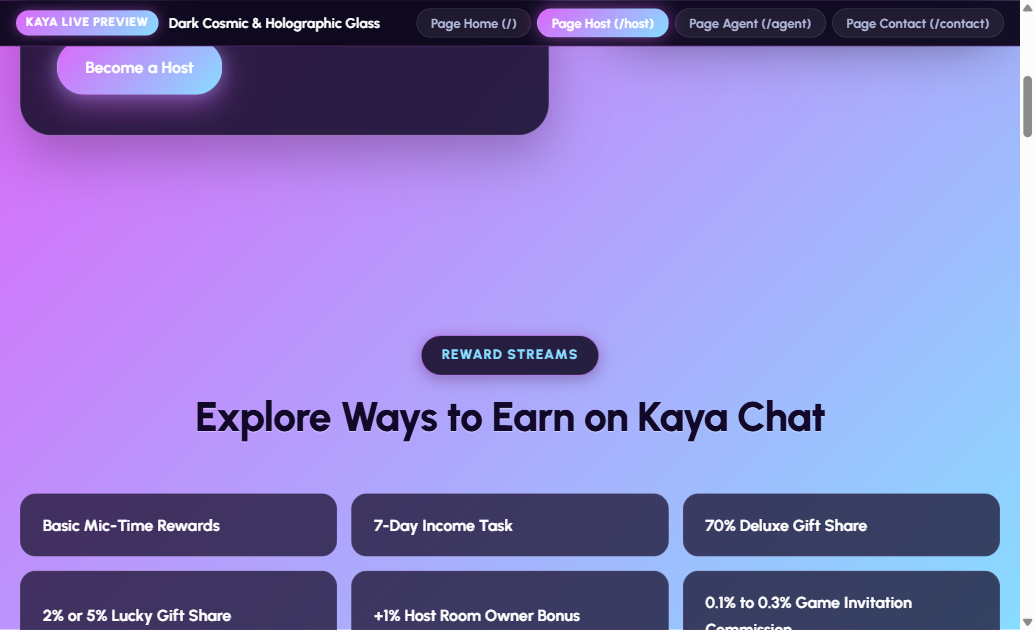 KAYA LIVE PREVIEW
Dark Cosmic & Holographic Glass
Page Home (/)
Page Host (/host)
Page Agent (/agent)
Page Contact (/contact)
Become a Host
REWARD STREAMS
Explore Ways to Earn on Kaya Chat
Basic Mic-Time Rewards
7-Day Income Task
70% Deluxe Gift Share
2% or 5% Lucky Gift Share
+1% Host Room Owner Bonus
0.1% to 0.3% Game Invitation
Commission